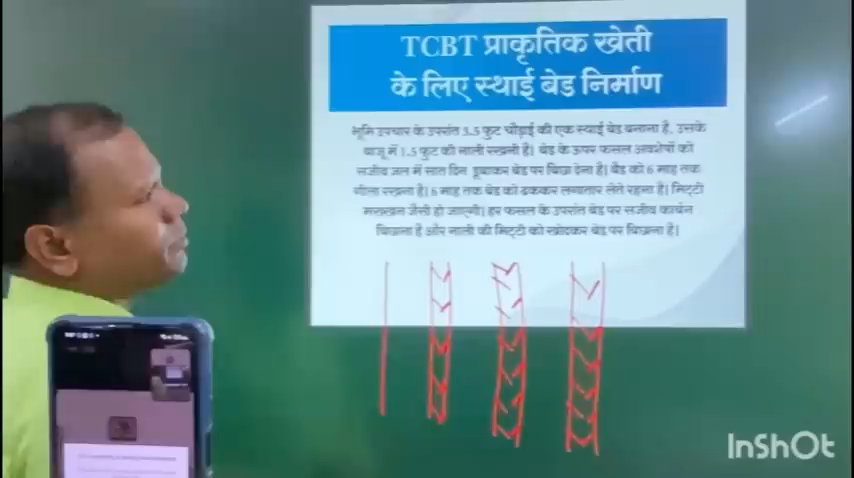 TCBT प्राकृतिक खेती
के लिए स्थाई बेड निर्माण
भूमि उपचार के उपरांत 3.5 फुट चौड़ाई की एक स्थाई बेड बनाना है, उसके
बाजू में 1.5 फुट की नाली रखनी है। बेड के ऊपर फसल अवशेषों को
सजीव जल में सात दिन डूबाकर बेड पर बिछा देना है। बैड को 6 माह तक
गीला रखना है। 6 माह तक बेड को ढककर लगातार लेते रहना है। मिट्टी
मखखन जैसी हो जाएगी। हर फसल के उपरांत बेड पर सजीव कार्बन
बिछाना है और नाली की मिट्टी को खोदकर बेड पर बिछाना है।
InShOt